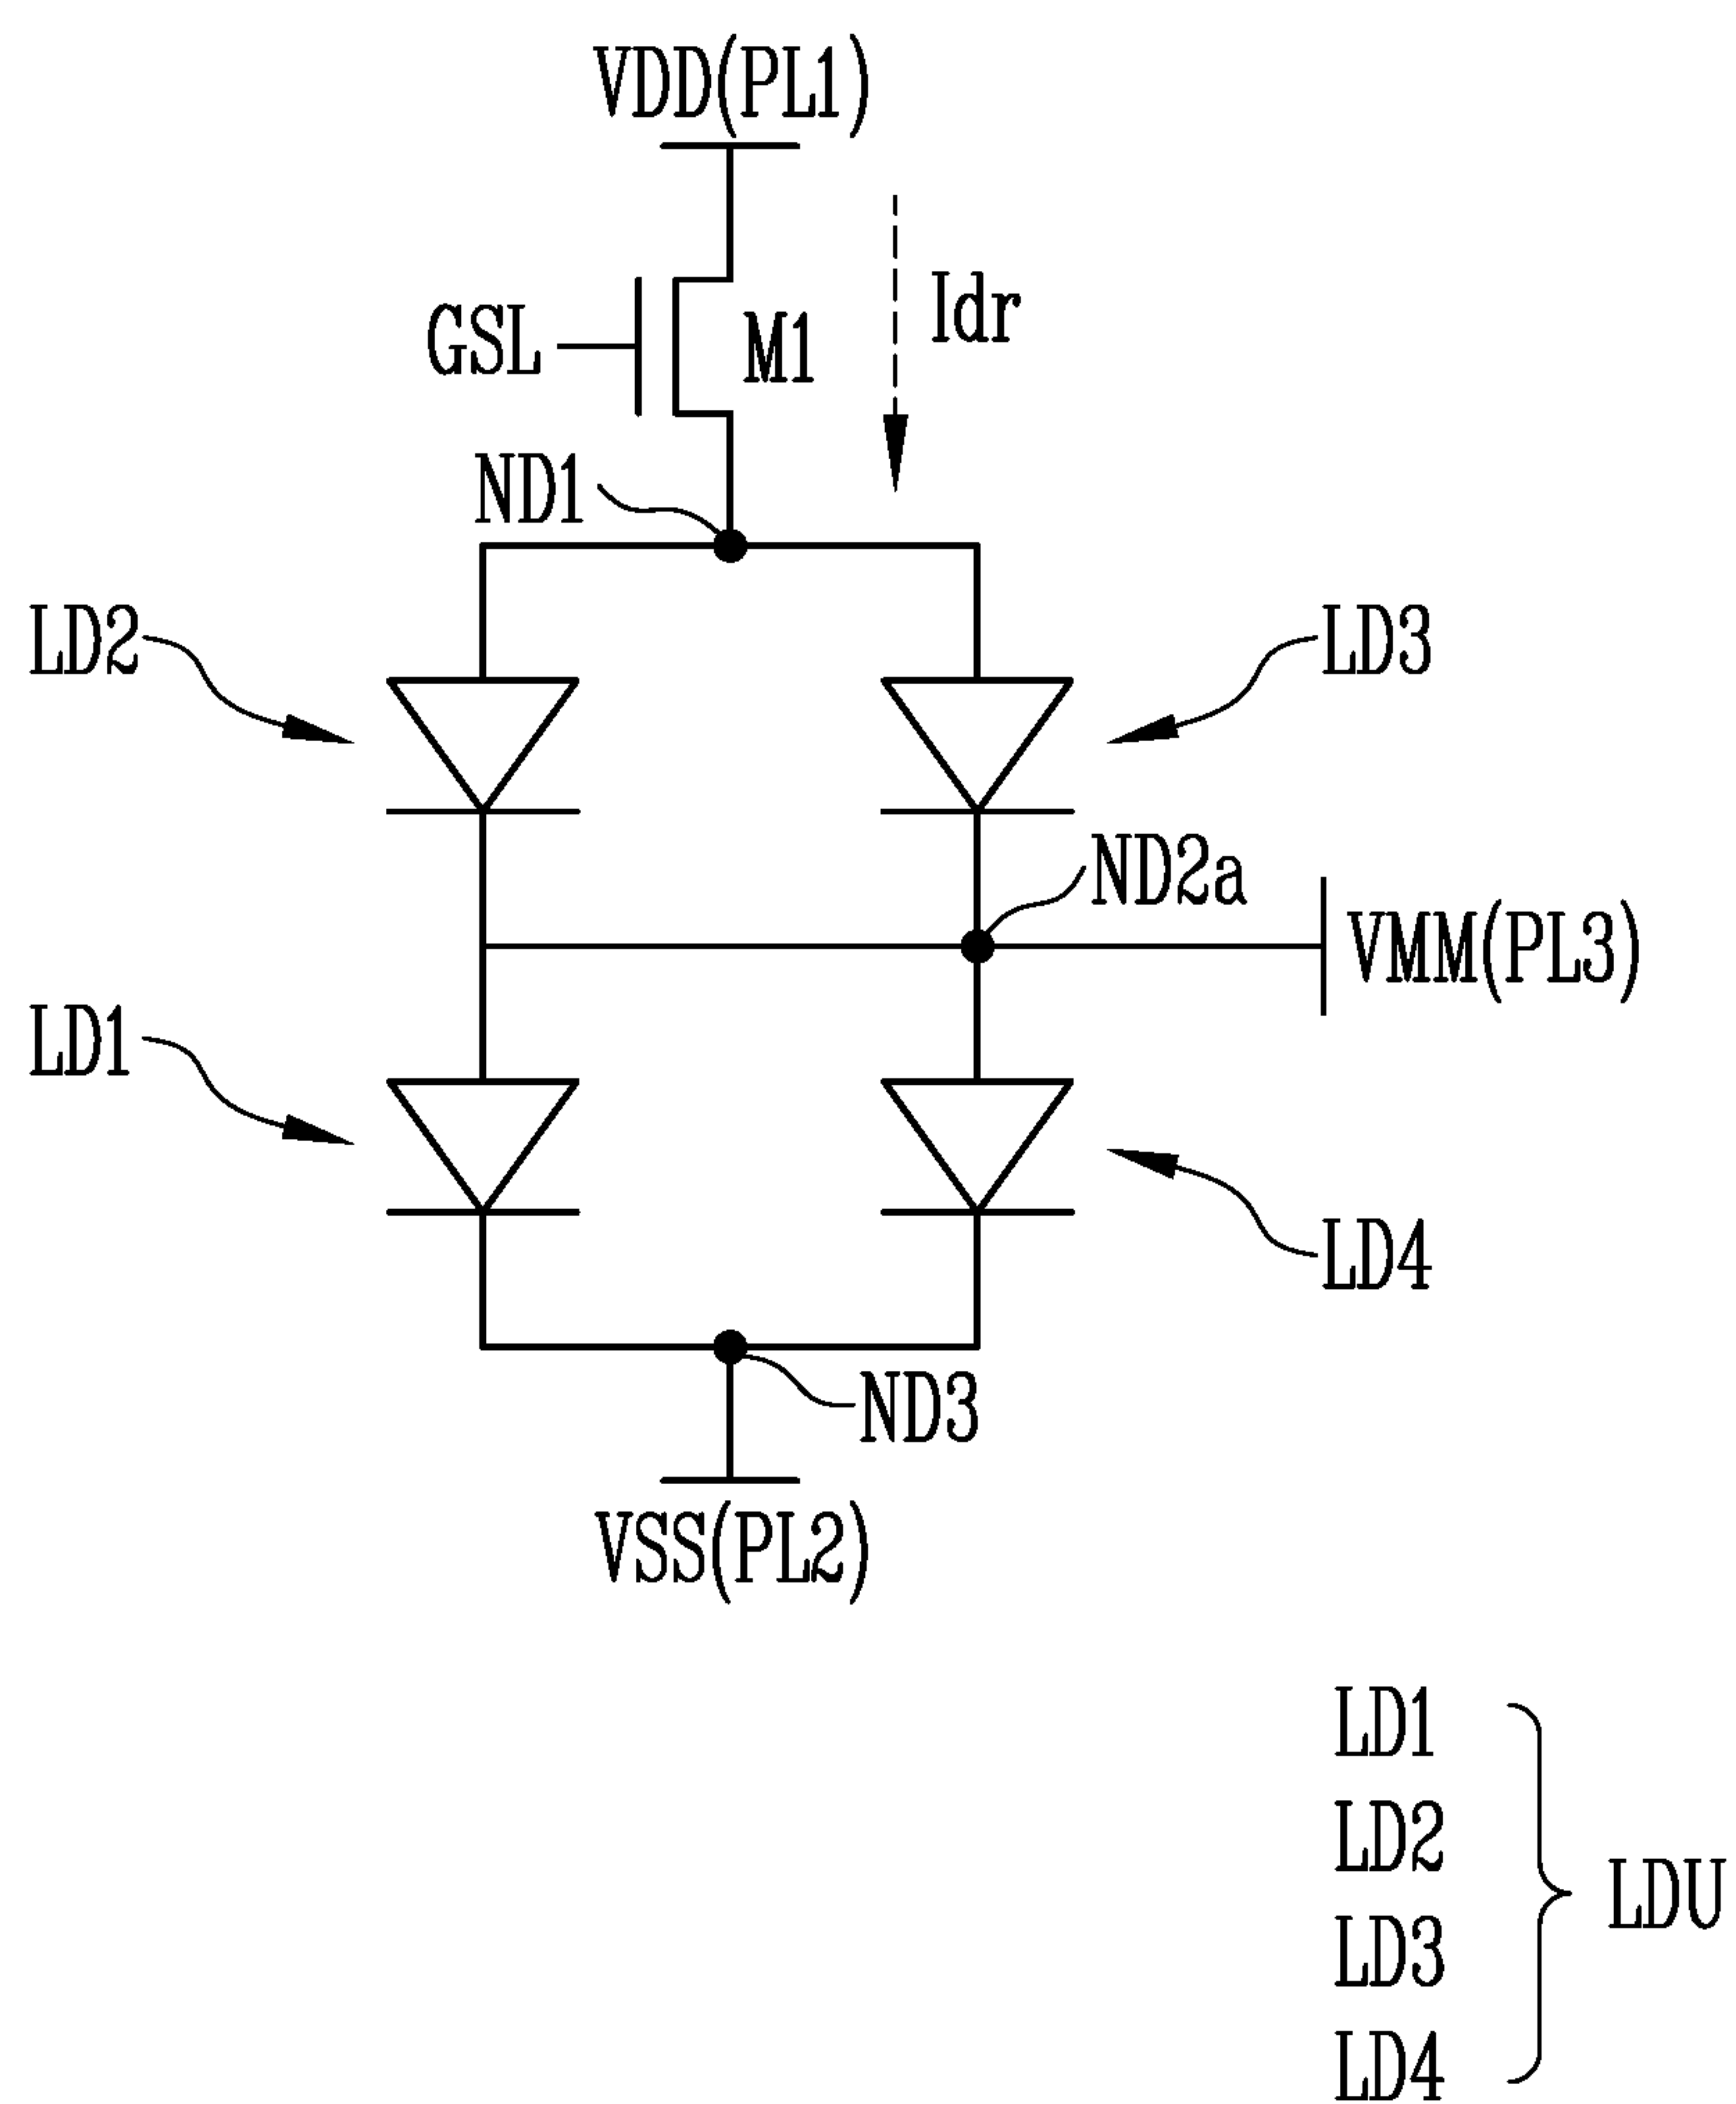 VDD(PL1)
Idr
GSL
M1
ND1
LD2
LD3
ND2a
VMM(PL3)
LD1
LD4
ND3
VSS(PL2)
LD1
LD2
LD3
LD4
LDU